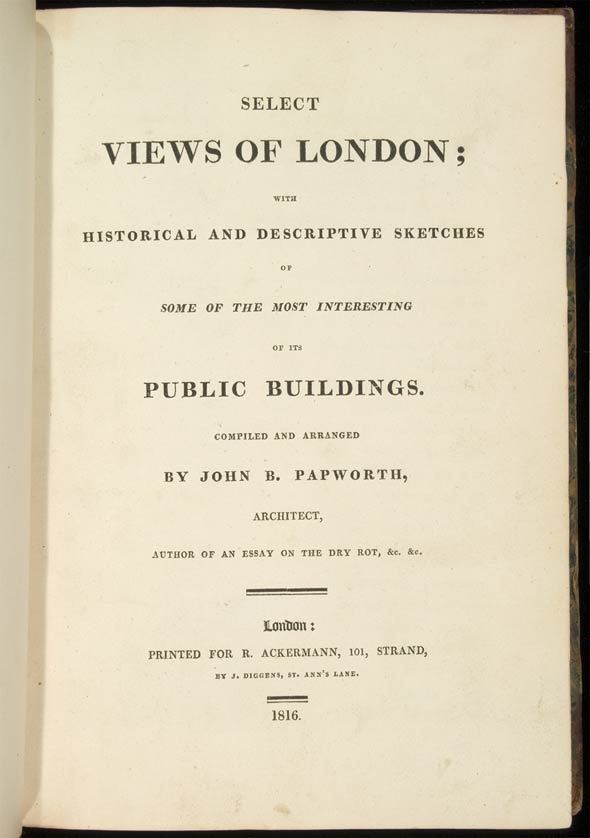 SELECT
VIEWS OF LONDON;
WITH
HISTORICAL AND DESCRIPTIVE SKETCHES
OF
SOME OF THE MOST INTERESTING
OF ITS
PUBLIC BUILDINGS.
COMPILED AND ARRANGED
BY JOHN B. PAPWORTH,
ARCHITECT,
AUTHOR OF AN ESSAY ON THE DRY ROT, &c. &c.
London:
PRINTED FOR R. ACKERMANN, 101, STRAND,
BY J. DIGGENS, ST. ANN'S LANE.
1816.